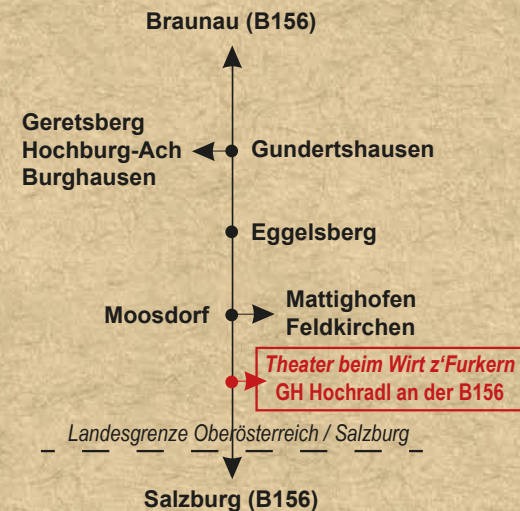 Braunau (B156)
Geretsberg
Hochburg-Ach
Burghausen
Gundertshausen
Eggelsberg
Moosdorf
Mattighofen
Feldkirchen
Theater beim Wirt z‘Furkern
GH Hochradl an der B156
Landesgrenze Oberösterreich / Salzburg
Salzburg (B156)